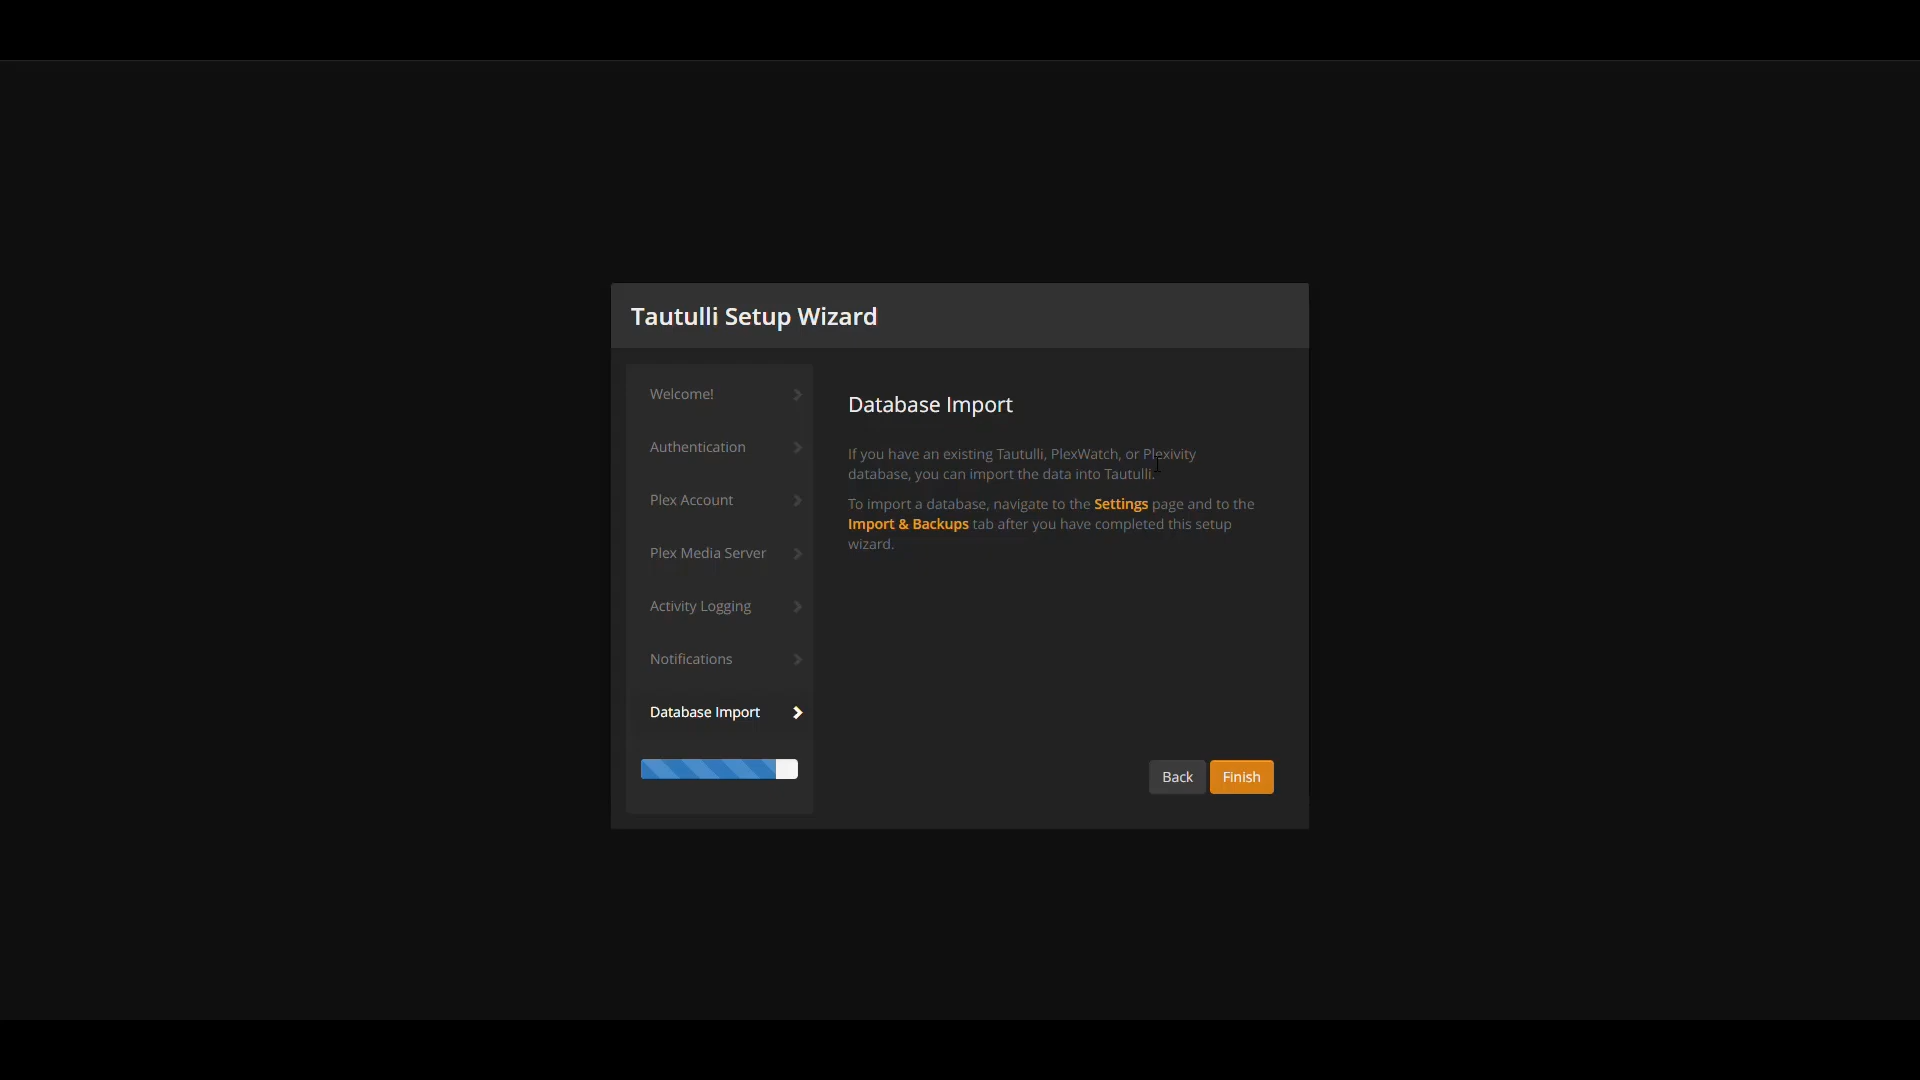 Tautulli Setup Wizard
Welcome!
Authentication
Plex Account
Plex Media Server
Activity Logging
Notifications
Database Import
Database Import
If you have an existing Tautulli, PlexWatch, or Plexivity
database, you can import the data into Tautulli.
To import a database, navigate to the Settings page and to the
Import & Backups tab after you have completed this setup
wizard.
Back
Finish